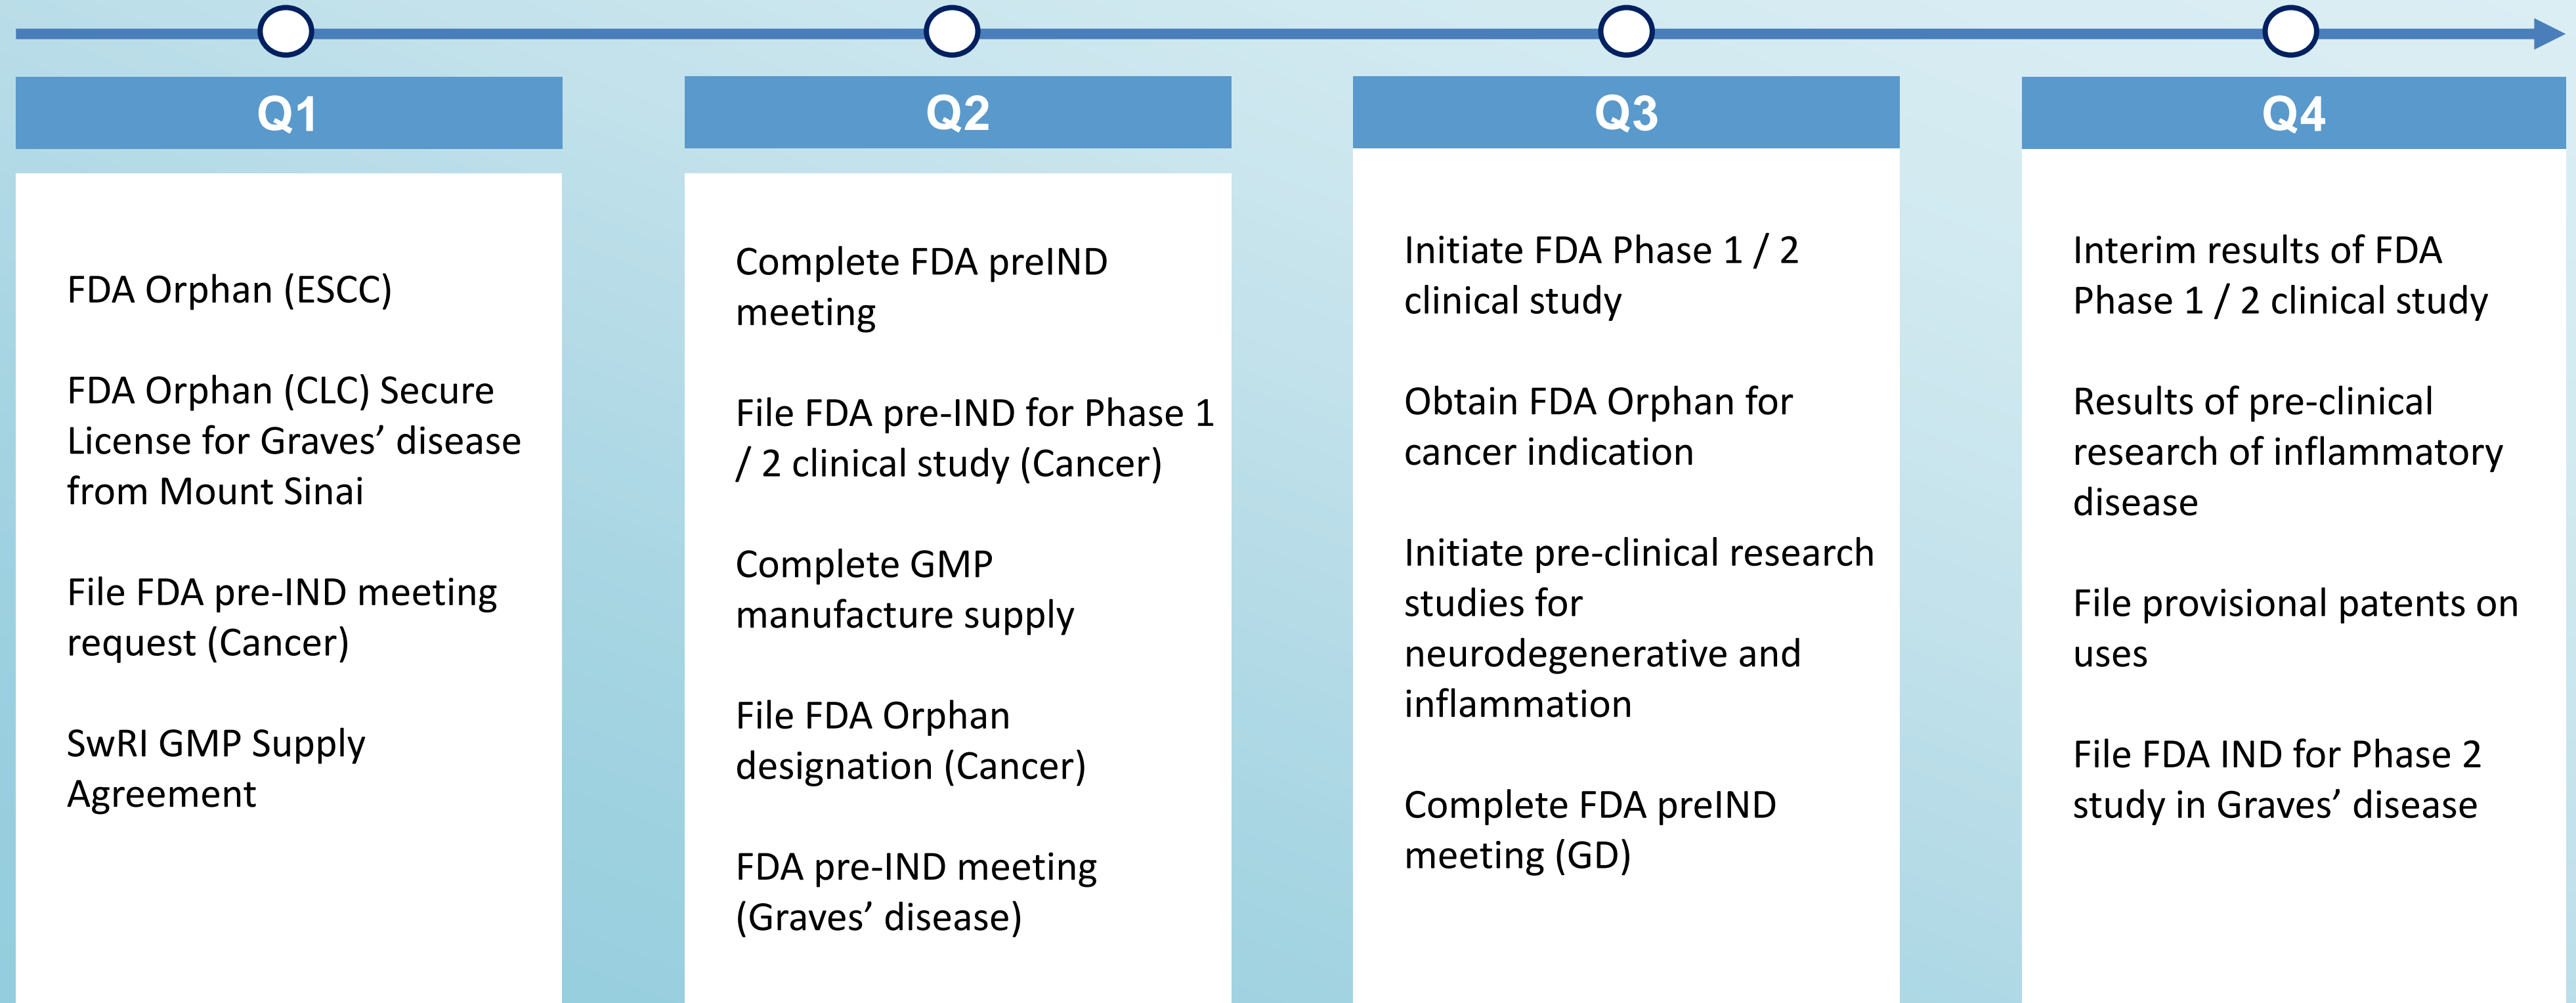 Q1
FDA Orphan (ESCC)
FDA Orphan (CLC) Secure
License for Graves’ disease
from Mount Sinai
File FDA pre-IND meeting
request (Cancer)
SwRI GMP Supply
Agreement
Q2
Complete FDA preIND
meeting
File FDA pre-IND for Phase 1
/ 2 clinical study (Cancer)
Complete GMP
manufacture supply
File FDA Orphan
designation (Cancer)
FDA pre-IND meeting
(Graves’ disease)
Q3
Initiate FDA Phase 1 / 2
clinical study
Obtain FDA Orphan for
cancer indication
Initiate pre-clinical research
studies for
neurodegenerative and
inflammation
Complete FDA preIND
meeting (GD)
Q4
Interim results of FDA
Phase 1 / 2 clinical study
Results of pre-clinical
research of inflammatory
disease
File provisional patents on
uses
File FDA IND for Phase 2
study in Graves’ disease